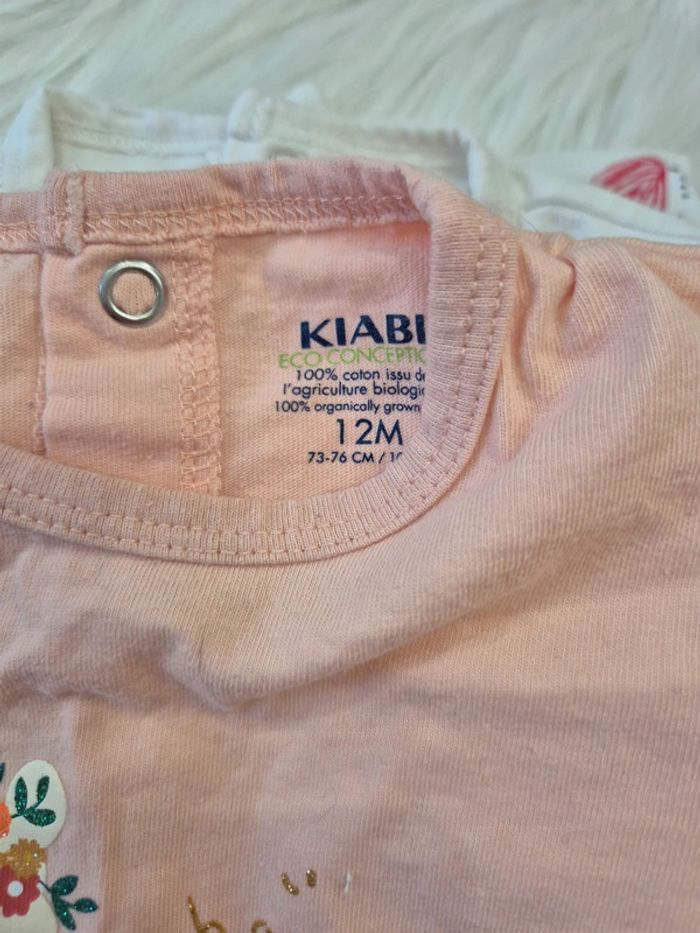 KIABI
ECO CONCEPTIO
100% coton issu de
l'agriculture biologi
100% organically grown
12M
73-76 CM /